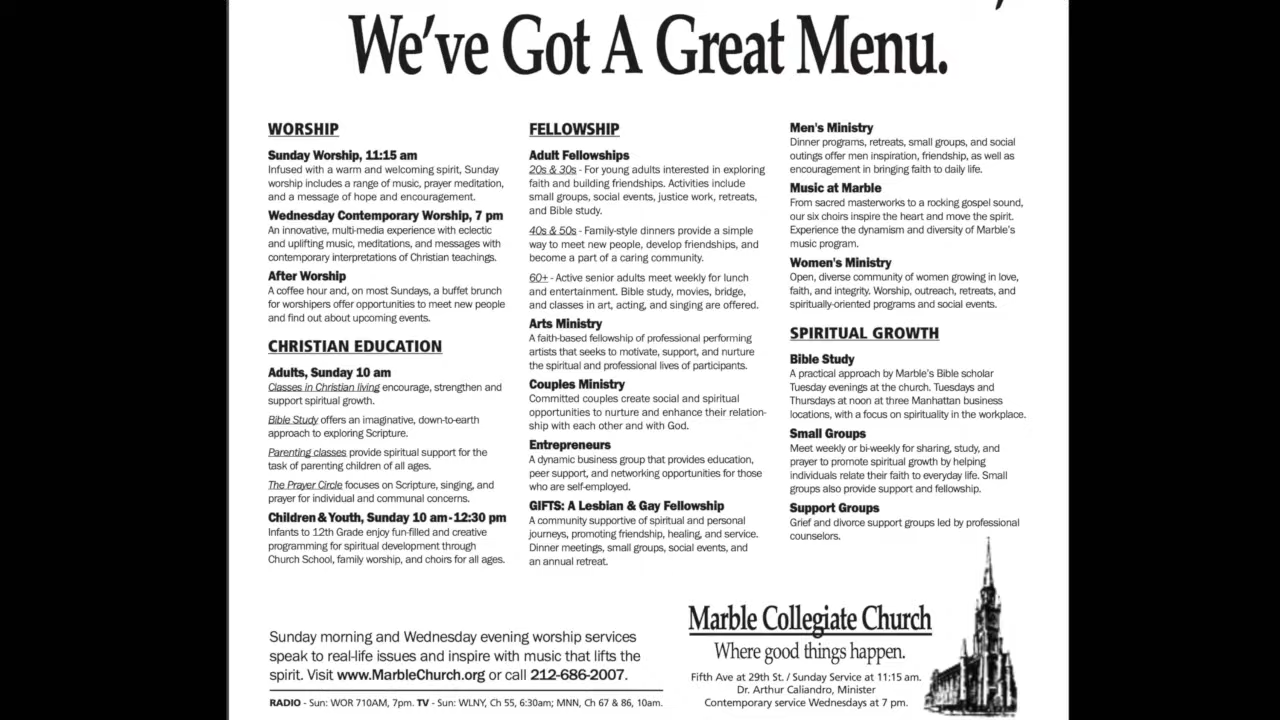 We've Got A Great Menu.
WORSHIP
Sunday Worship, 11:15 am
Infused with a warm and welcoming spirit, Sunday
worship includes a range of music, prayer meditation,
and a message of hope and encouragement.
Wednesday Contemporary Worship, 7 pm
An innovative, multi-media experience with eclectic
and uplifting music, meditations, and messages with
contemporary interpretations of Christian teachings.
After Worship
A coffee hour and, on most Sundays, a buffet brunch
for worshipers offer opportunities to meet new people
and find out about upcoming events.
CHRISTIAN EDUCATION
Adults, Sunday 10 am
Classes in Christian living encourage, strengthen and
support spiritual growth.
Bible Study offers an imaginative, down-to-earth
approach to exploring Scripture.
Parenting classes provide spiritual support for the
task of parenting children of all ages.
The Prayer Circle focuses on Scripture, singing, and
prayer for individual and communal concerns.
Children & Youth, Sunday 10 am - 12:30 pm
Infants to 12th Grade enjoy fun-filled and creative
programming for spiritual development through
Church School, family worship, and choirs for all ages.
FELLOWSHIP
Adult Fellowships
20s & 30s - For young adults interested in exploring
faith and building friendships. Activities include
small groups, social events, justice work, retreats,
and Bible study.
40s & 50s - Family-style dinners provide a simple
way to meet new people, develop friendships, and
become a part of a caring community.
60+ - Active senior adults meet weekly for lunch
and entertainment. Bible study, movies, bridge,
and classes in art, acting, and singing are offered.
Arts Ministry
A faith-based fellowship of professional performing
artists that seeks to motivate, support, and nurture
the spiritual and professional lives of participants.
Couples Ministry
Committed couples create social and spiritual
opportunities to nurture and enhance their relation-
ship with each other and with God.
Entrepreneurs
A dynamic business group that provides education,
peer support, and networking opportunities for those
who are self-employed.
GIFTS: A Lesbian & Gay Fellowship
A community supportive of spiritual and personal
journeys, promoting friendship, healing, and service.
Dinner meetings, small groups, social events, and
an annual retreat.
Men's Ministry
Dinner programs, retreats, small groups, and social
outings offer men inspiration, friendship, as well as
encouragement in bringing faith to daily life.
Music at Marble
From sacred masterworks to a rocking gospel sound,
our six choirs inspire the heart and move the spirit.
Experience the dynamism and diversity of Marble's
music program.
Women's Ministry
Open, diverse community of women growing in love,
faith, and integrity. Worship, outreach, retreats, and
spiritually-oriented programs and social events.
SPIRITUAL GROWTH
Bible Study
A practical approach by Marble's Bible scholar
Tuesday evenings at the church. Tuesdays and
Thursdays at noon at three Manhattan business
locations, with a focus on spirituality in the workplace.
Small Groups
Meet weekly or bi-weekly for sharing, study, and
prayer to promote spiritual growth by helping
individuals relate their faith to everyday life. Small
groups also provide support and fellowship.
Support Groups
Grief and divorce support groups led by professional
counselors.
Sunday morning and Wednesday evening worship services
speak to real-life issues and inspire with music that lifts the
spirit. Visit www.MarbleChurch.org or call 212-686-2007.
RADIO - Sun: WOR 710AM, 7pm. TV - Sun: WLNY, Ch 55, 6:30am; MNN, Ch 67 & 86, 10am.
Marble Collegiate Church
Where good things happen.
Fifth Ave at 29th St. / Sunday Service at 11:15 am.
Dr. Arthur Caliandro, Minister
Contemporary service Wednesdays at 7 pm.